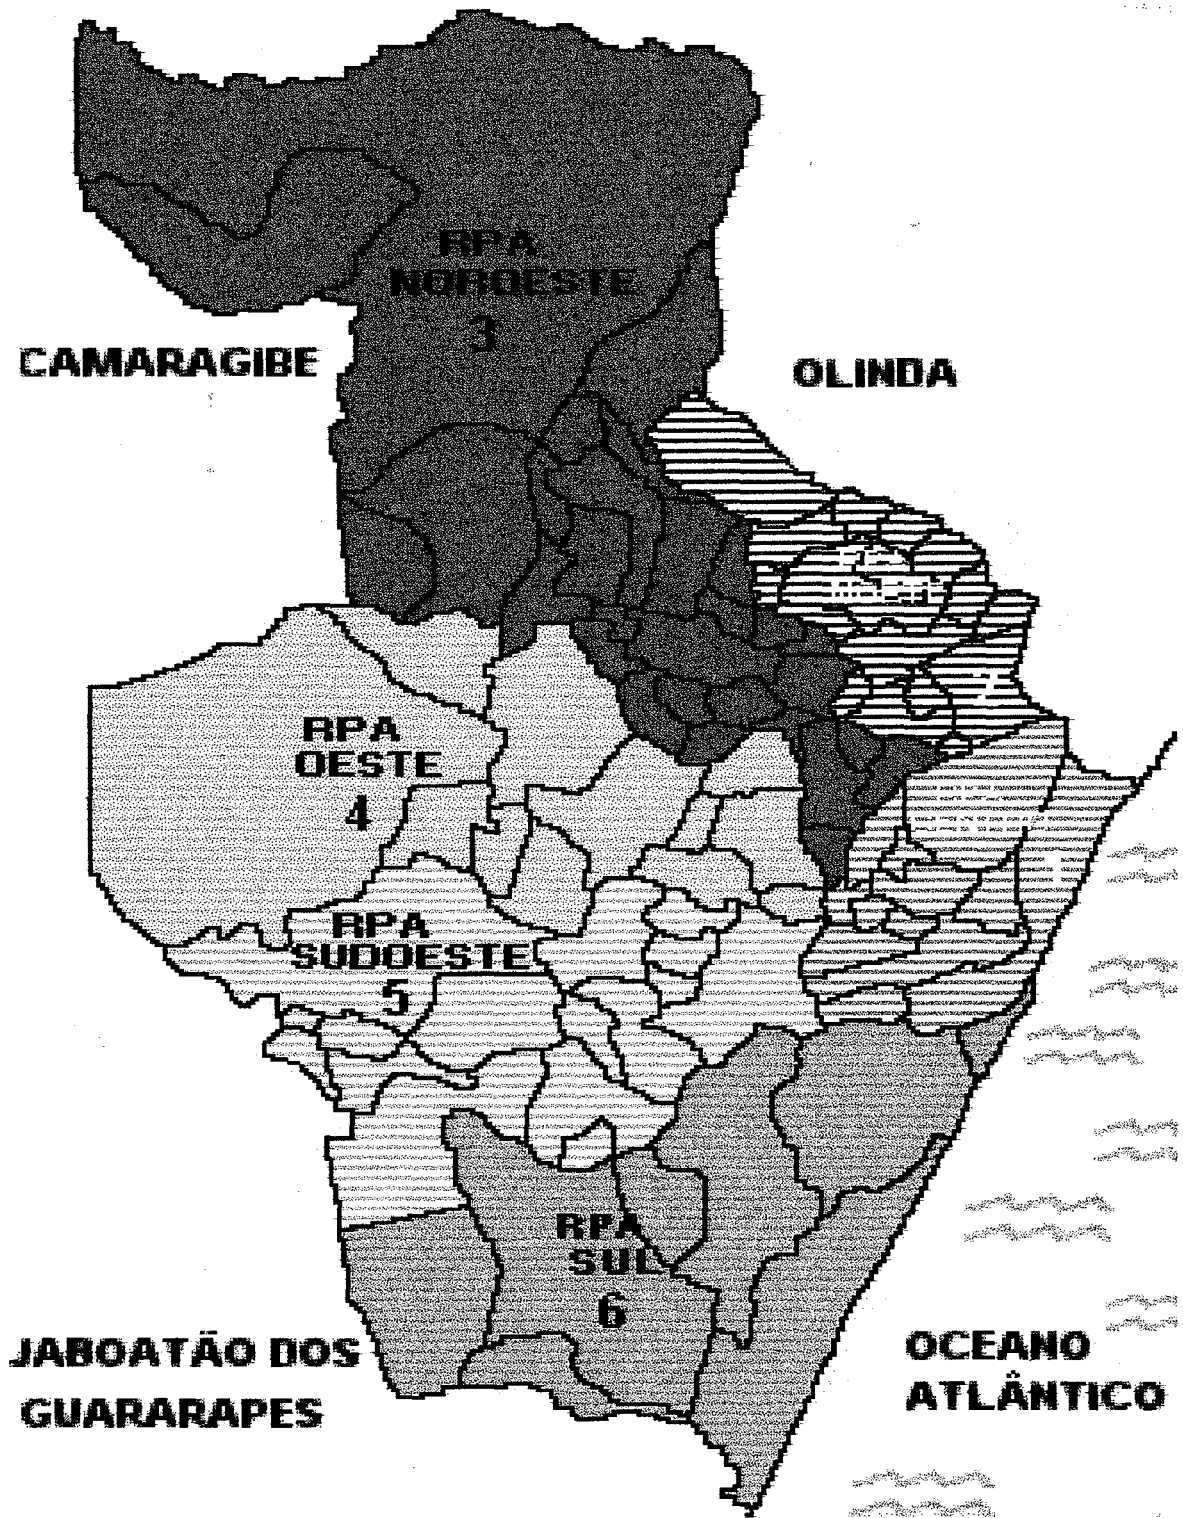 RPA
NOROESTE
3
CAMARAGIBE
OLINDA
RPA
OESTE
4
RPA
SUDOESTE
5
RPA
SUL
6
JABOATÃO DOS
GUARARAPES
OCEANO
ATLÂNTICO